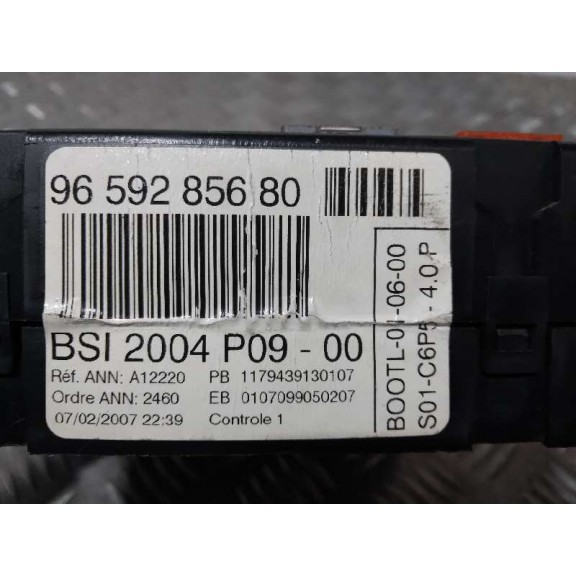 96 592 856 80
BSI 2004 P09 - 00
Réf. ANN: A12220 PB 1179439130107
Ordre ANN: 2460 EB 0107099050207
07/02/2007 22:39 Controle 1
BOOTL-01-06-00
S01-C6P5 - 4.0 P